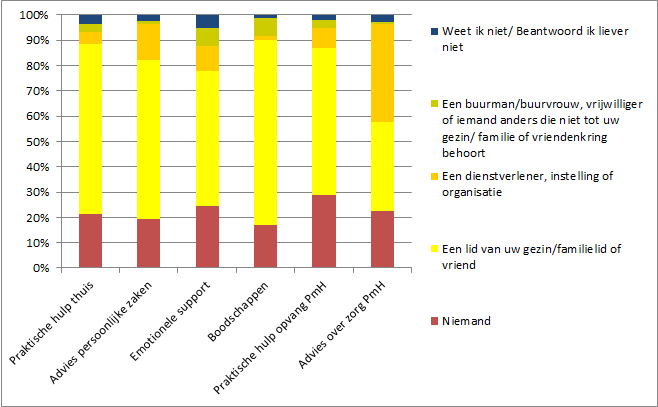 100%
90%
80%
70%
60%
50%
40%
30%
20%
10%
0%
Praktische hulp thuis
Advies persoonlijke zaken
Emotionele support
Boodschappen
Praktische hulp opvang PmH
Advies over zorg PmH
Weet ik niet/ Beantwoord ik liever
niet
Een buurman/buurvrouw, vrijwilliger
of iemand anders die niet tot uw
gezin/ familie of vriendenkring
behoort
Een dienstverlener, instelling of
organisatie
Een lid van uw gezin/familielid of
vriend
Niemand